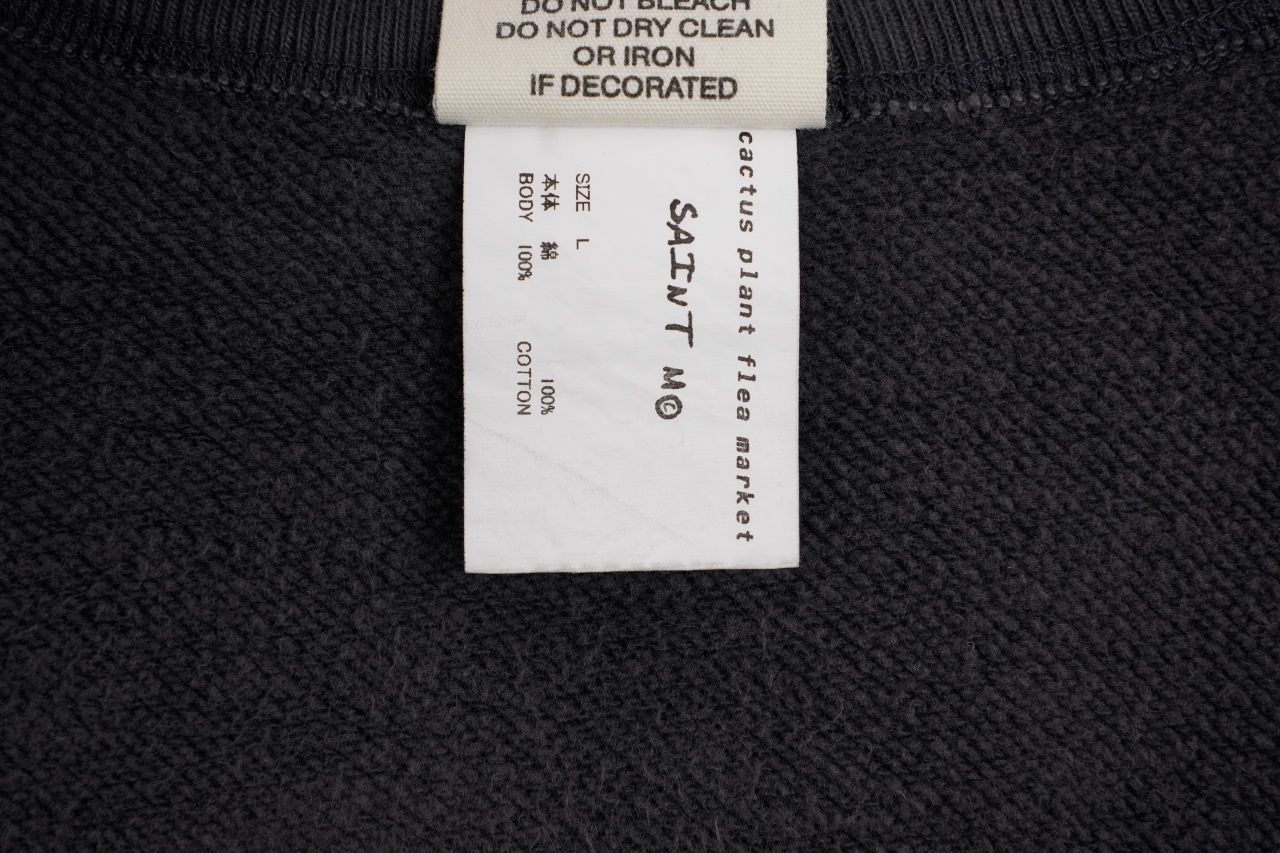 DO NOT BLEACH
DO NOT DRY CLEAN
OR IRON
IF DECORATED
cactus plant flea market
SAINT M©
SIZE L
本体 綿 100%
BODY 100% COTTON